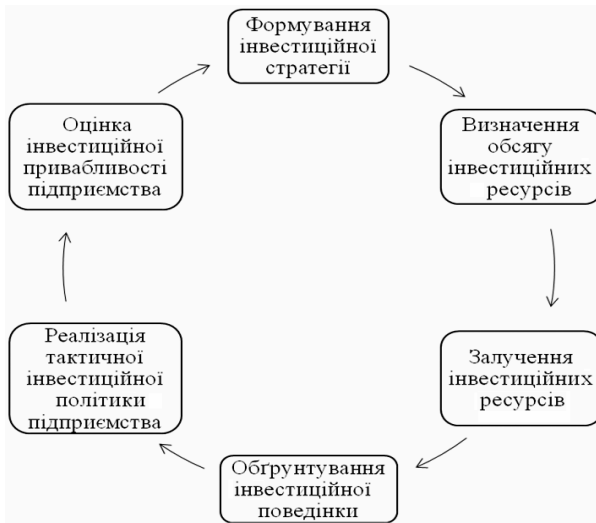 Формування
інвестиційної
стратегії
Визначення
обсягу
інвестиційних
ресурсів
Залучення
інвестиційних
ресурсів
Обґрунтування
інвестиційної
поведінки
Реалізація
тактичної
інвестиційної
політики
підприємства
Оцінка
інвестиційної
привабливості
підприємства